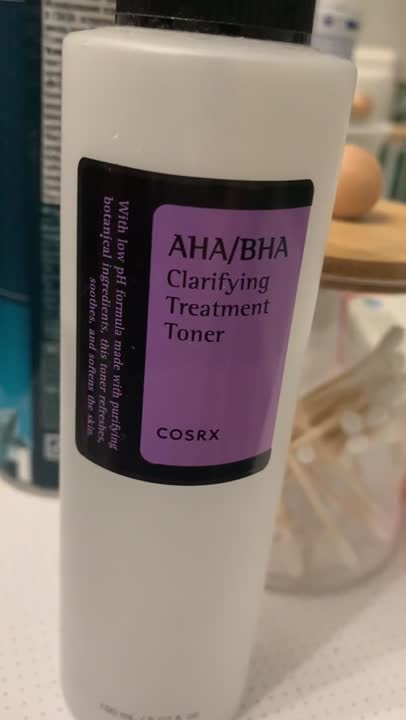 AHA/BHA
Clarifying
Treatment
Toner
COSRX
With low pH formula made with purifying
botanical ingredients, this toner refreshes,
soothes, and softens the skin.